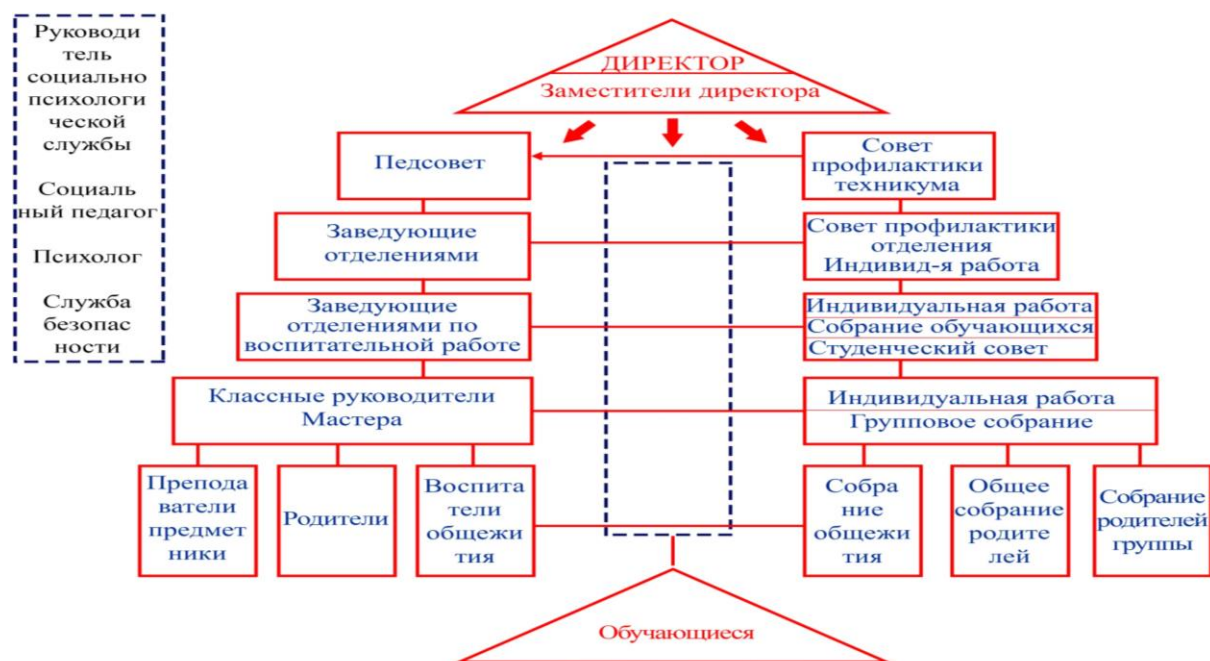 Руководи
тель
социально
психологи
ческой
службы
Социаль
ный педагог
Психолог
Служба
безопас
ности
ДИРЕКТОР
Заместители директора
Педсовет
Совет
профилактики
техникума
Заведующие
отделениями
Совет профилактики
отделения
Индивид-я работа
Заведующие
отделениями по
воспитательной работе
Индивидуальная работа
Собрание обучающихся
Студенческий совет
Классные руководители
Мастера
Индивидуальная работа
Групповое собрание
Препода
ватели
предмет
ники
Родители
Воспита
тели
общежи
тия
Собра
ние
общежи
тия
Общее
собрание
родите
лей
Собрание
родителей
группы
Обучающиеся